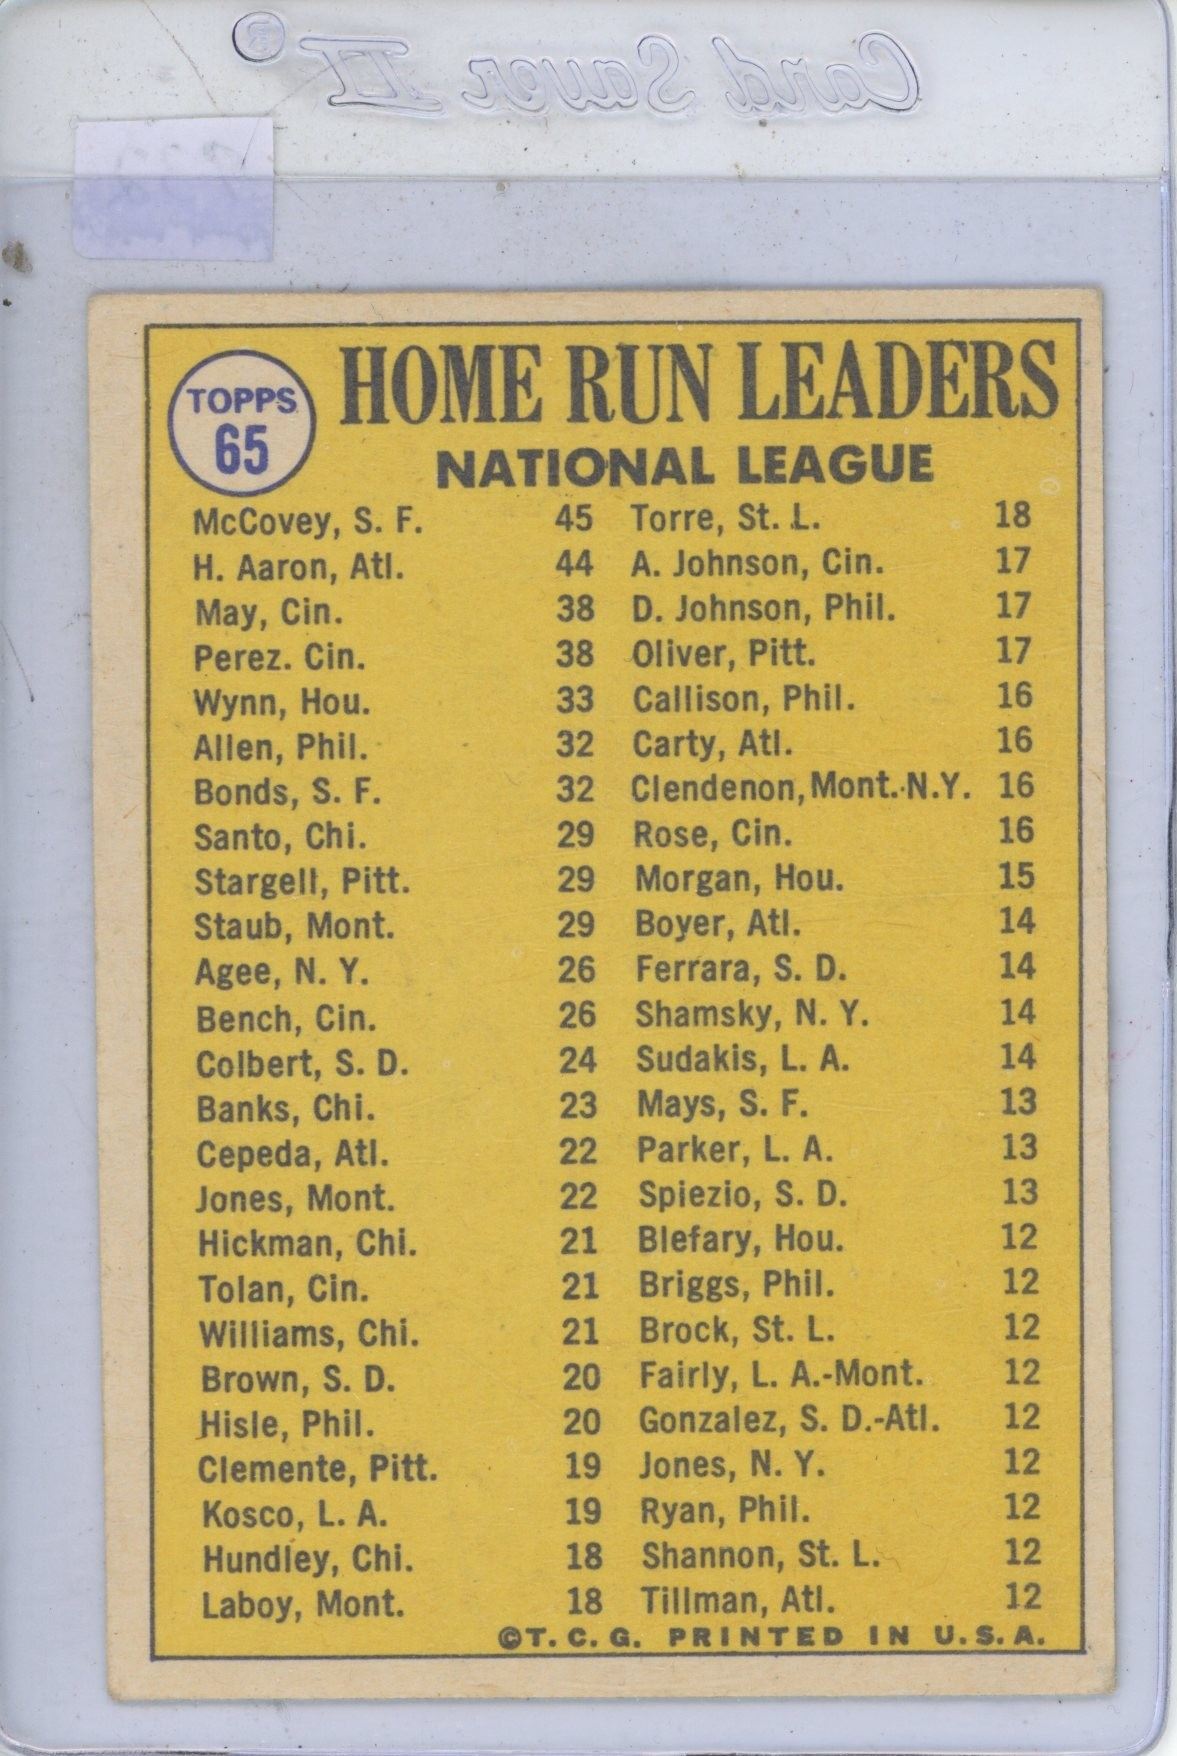 Card Saver II ®
TOPPS
65
HOME RUN LEADERS
NATIONAL LEAGUE
McCovey, S. F. 45
H. Aaron, Atl. 44
May, Cin. 38
Perez. Cin. 38
Wynn, Hou. 33
Allen, Phil. 32
Bonds, S. F. 32
Santo, Chi. 29
Stargell, Pitt. 29
Staub, Mont. 29
Agee, N. Y. 26
Bench, Cin. 26
Colbert, S. D. 24
Banks, Chi. 23
Cepeda, Atl. 22
Jones, Mont. 22
Hickman, Chi. 21
Tolan, Cin. 21
Williams, Chi. 21
Brown, S. D. 20
Hisle, Phil. 20
Clemente, Pitt. 19
Kosco, L. A. 19
Hundley, Chi. 18
Laboy, Mont. 18
Torre, St. L. 18
A. Johnson, Cin. 17
D. Johnson, Phil. 17
Oliver, Pitt. 17
Callison, Phil. 16
Carty, Atl. 16
Clendenon, Mont.-N.Y. 16
Rose, Cin. 16
Morgan, Hou. 15
Boyer, Atl. 14
Ferrara, S. D. 14
Shamsky, N. Y. 14
Sudakis, L. A. 14
Mays, S. F. 13
Parker, L. A. 13
Spiezio, S. D. 13
Blefary, Hou. 12
Briggs, Phil. 12
Brock, St. L. 12
Fairly, L. A.-Mont. 12
Gonzalez, S. D.-Atl. 12
Jones, N. Y. 12
Ryan, Phil. 12
Shannon, St. L. 12
Tillman, Atl. 12
©T. C. G. PRINTED IN U. S. A.